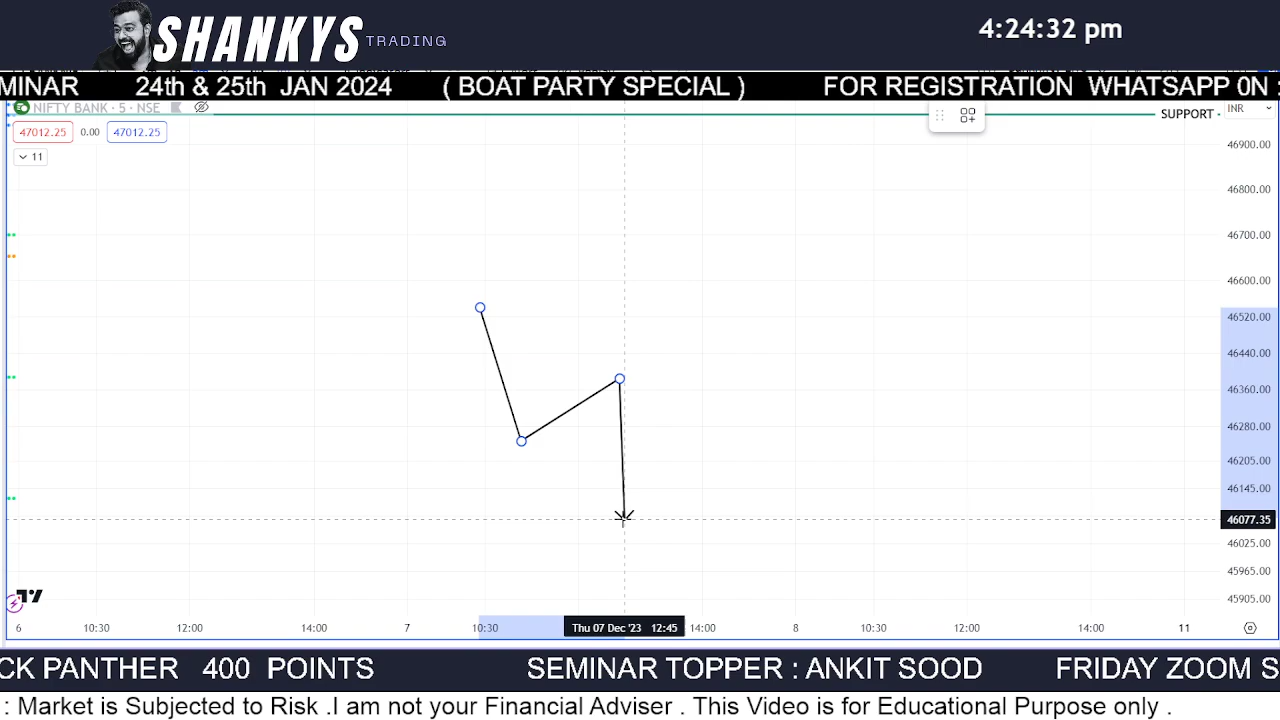 SHANKYS TRADING
4:24:32 pm
MINAR 24th & 25th JAN 2024 ( BOAT PARTY SPECIAL ) FOR REGISTRATION WHATSAPP 0N :
NIFTY BANK · 5 · NSE
INR
SUPPORT
47012.25 0.00 47012.25
11
46900.00
46800.00
46700.00
46600.00
46520.00
46440.00
46360.00
46280.00
46205.00
46145.00
46077.35
46025.00
45965.00
45905.00
6 10:30 12:00 14:00 7 10:30 Thu 07 Dec '23 12:45 14:00 8 10:30 12:00 14:00 11
CK PANTHER 400 POINTS SEMINAR TOPPER : ANKIT SOOD FRIDAY ZOOM S
: Market is Subjected to Risk .I am not your Financial Adviser . This Video is for Educational Purpose only .